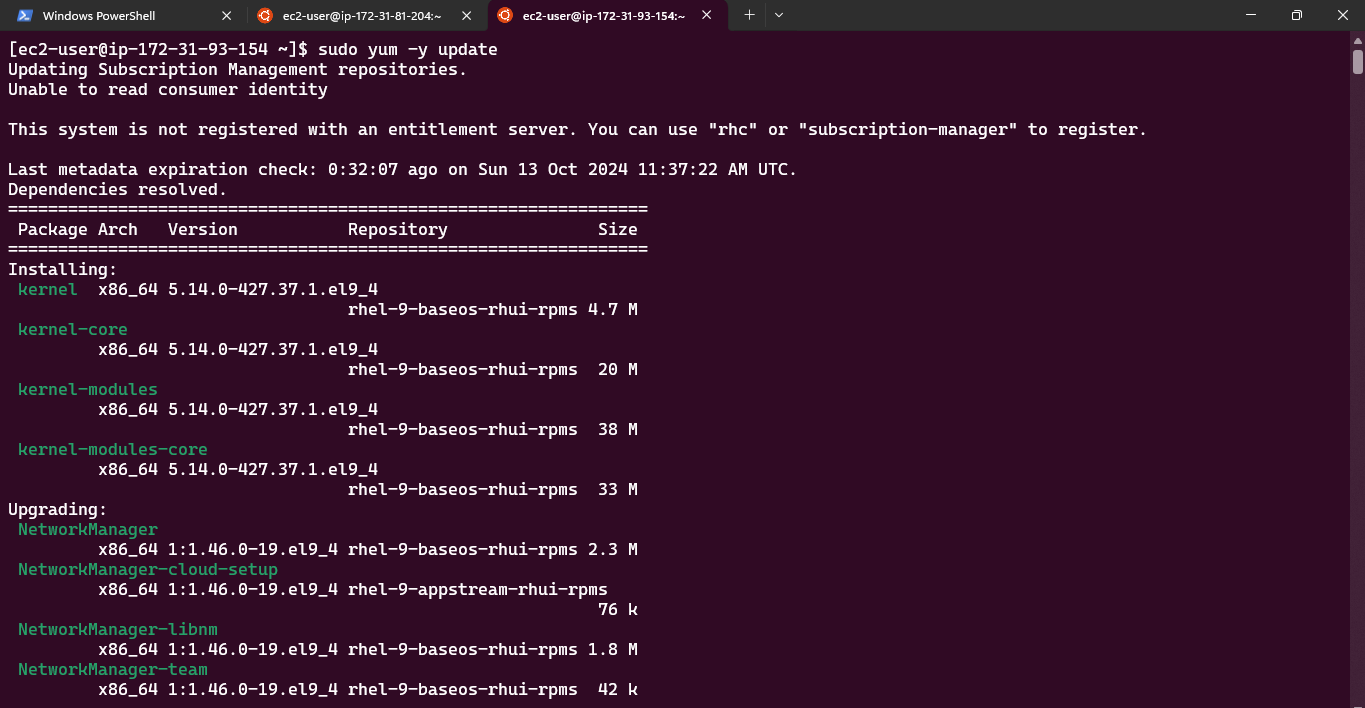 Windows PowerShell
ec2-user@ip-172-31-81-204:~
ec2-user@ip-172-31-93-154:~
[ec2-user@ip-172-31-93-154 ~]$ sudo yum -y update
Updating Subscription Management repositories.
Unable to read consumer identity
This system is not registered with an entitlement server. You can use "rhc" or "subscription-manager" to register.
Last metadata expiration check: 0:32:07 ago on Sun 13 Oct 2024 11:37:22 AM UTC.
Dependencies resolved.
================================================================
 Package Arch   Version           Repository               Size
================================================================
Installing:
 kernel  x86_64 5.14.0-427.37.1.el9_4
                                  rhel-9-baseos-rhui-rpms 4.7 M
 kernel-core
         x86_64 5.14.0-427.37.1.el9_4
                                  rhel-9-baseos-rhui-rpms  20 M
 kernel-modules
         x86_64 5.14.0-427.37.1.el9_4
                                  rhel-9-baseos-rhui-rpms  38 M
 kernel-modules-core
         x86_64 5.14.0-427.37.1.el9_4
                                  rhel-9-baseos-rhui-rpms  33 M
Upgrading:
 NetworkManager
         x86_64 1:1.46.0-19.el9_4 rhel-9-baseos-rhui-rpms 2.3 M
 NetworkManager-cloud-setup
         x86_64 1:1.46.0-19.el9_4 rhel-9-appstream-rhui-rpms
                                                           76 k
 NetworkManager-libnm
         x86_64 1:1.46.0-19.el9_4 rhel-9-baseos-rhui-rpms 1.8 M
 NetworkManager-team
         x86_64 1:1.46.0-19.el9_4 rhel-9-baseos-rhui-rpms  42 k